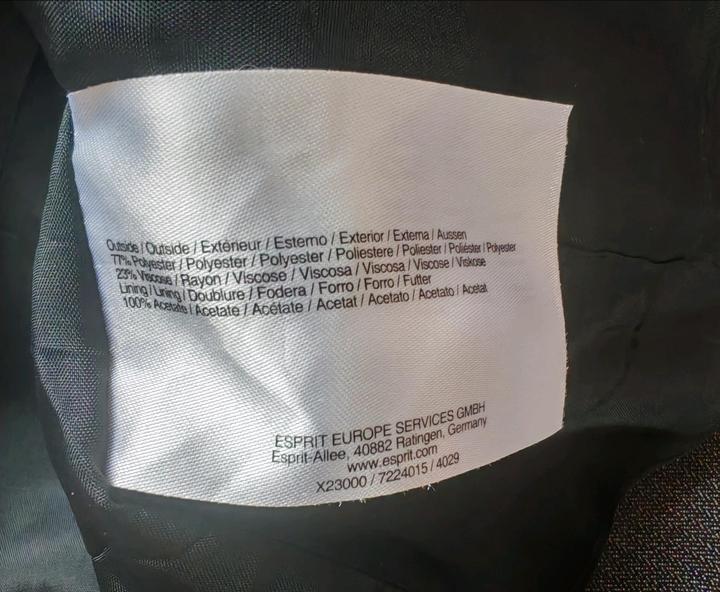 Outside / Outside / Extérieur / Esterno / Exterior / Externa / Aussen
77% Polyester / Polyester / Polyester / Poliestere / Poliester / Poliéster / Polyester
23% Viscose / Rayon / Viscose / Viscosa / Viscosa / Viscose / Viskose
Lining / Lining / Doublure / Fodera / Forro / Forro / Futter
100% Acetate / Acetate / Acétate / Acetat / Acetato / Acetato / Acetat
ESPRIT EUROPE SERVICES GMBH
Esprit-Allee, 40882 Ratingen, Germany
www.esprit.com
X23000 / 7224015 / 4029